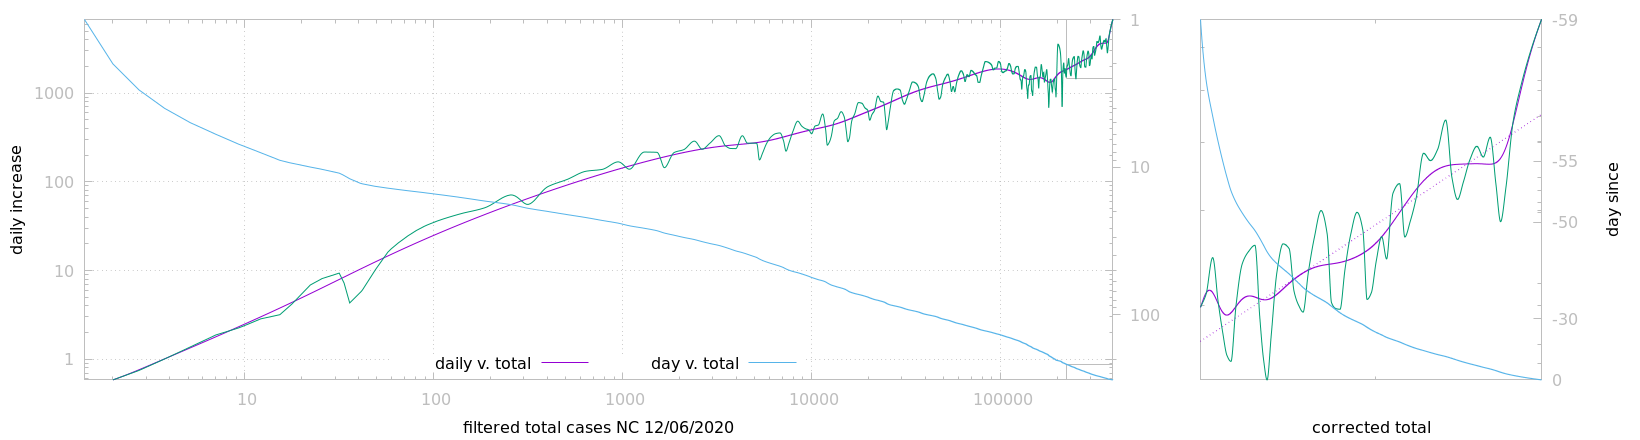 daily increase
1000
100
10
1
10
100
1000
10000
100000
filtered total cases NC 12/06/2020
daily v. total
day v. total
1
10
100
-59
-55
-50
-30
0
day since
corrected total